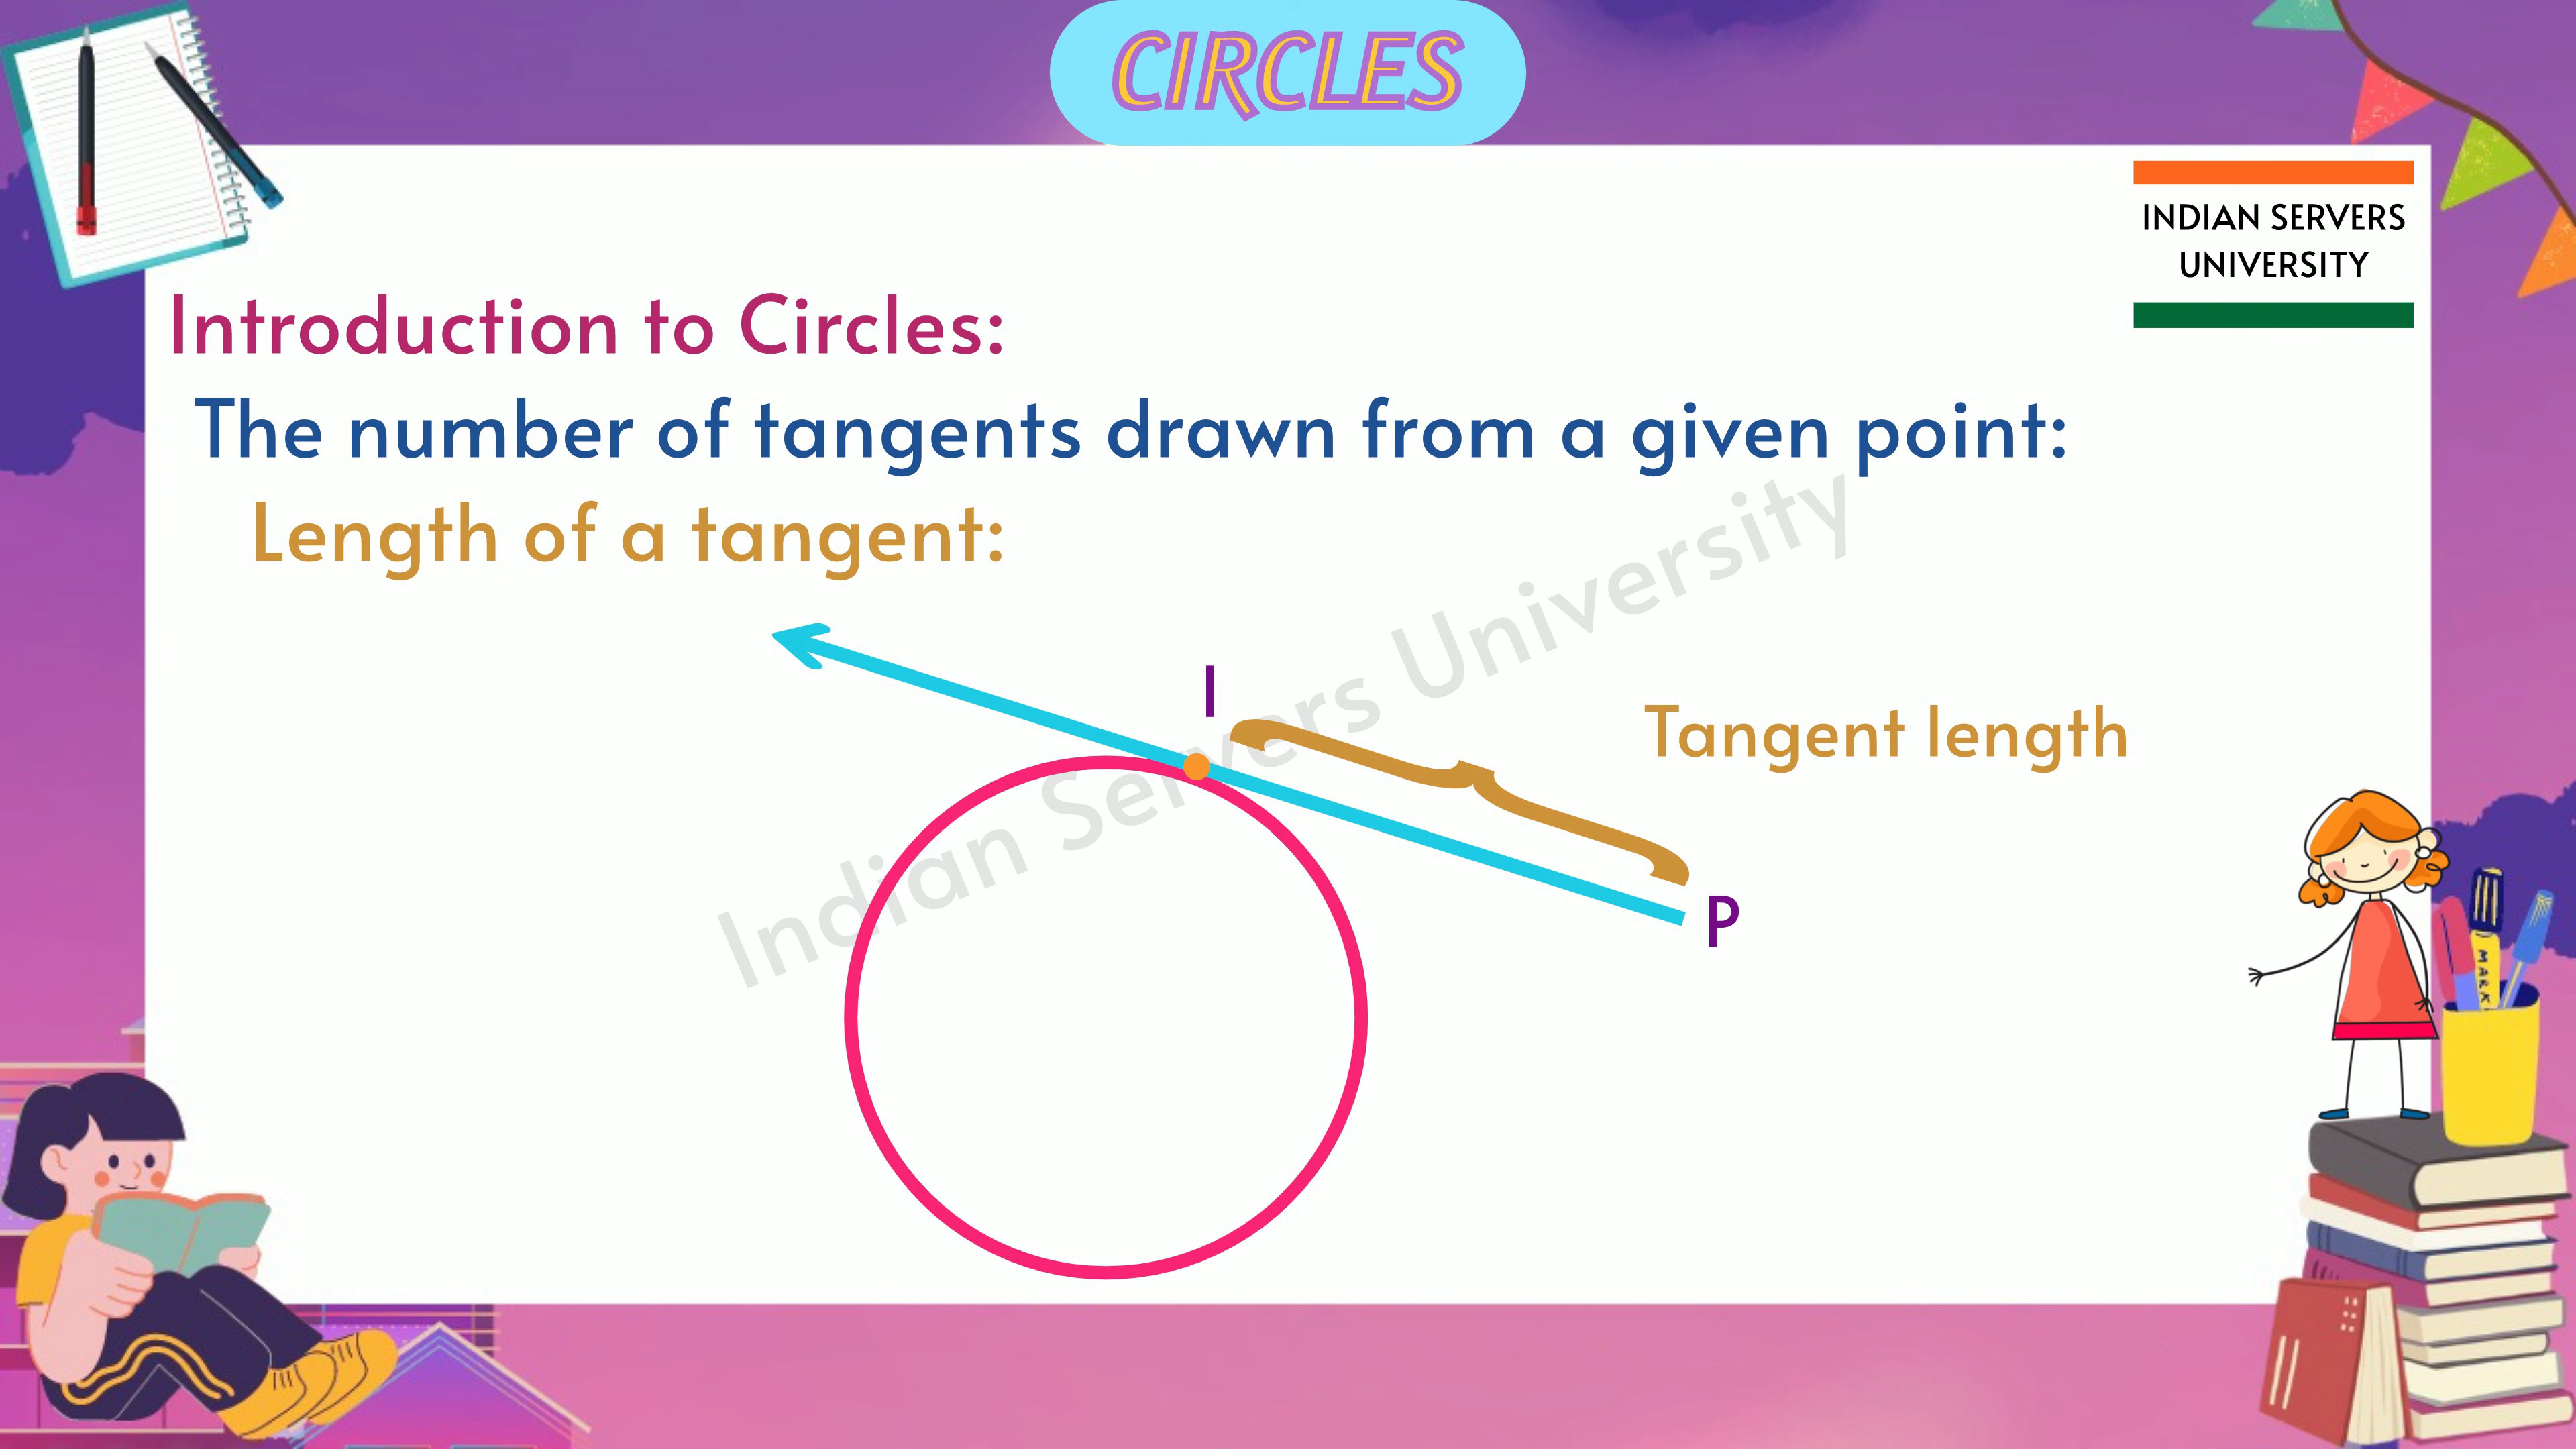 CIRCLES
INDIAN SERVERS
UNIVERSITY
Introduction to Circles:
The number of tangents drawn from a given point:
Length of a tangent:
I
Tangent length
P
Indian Servers University
MARK